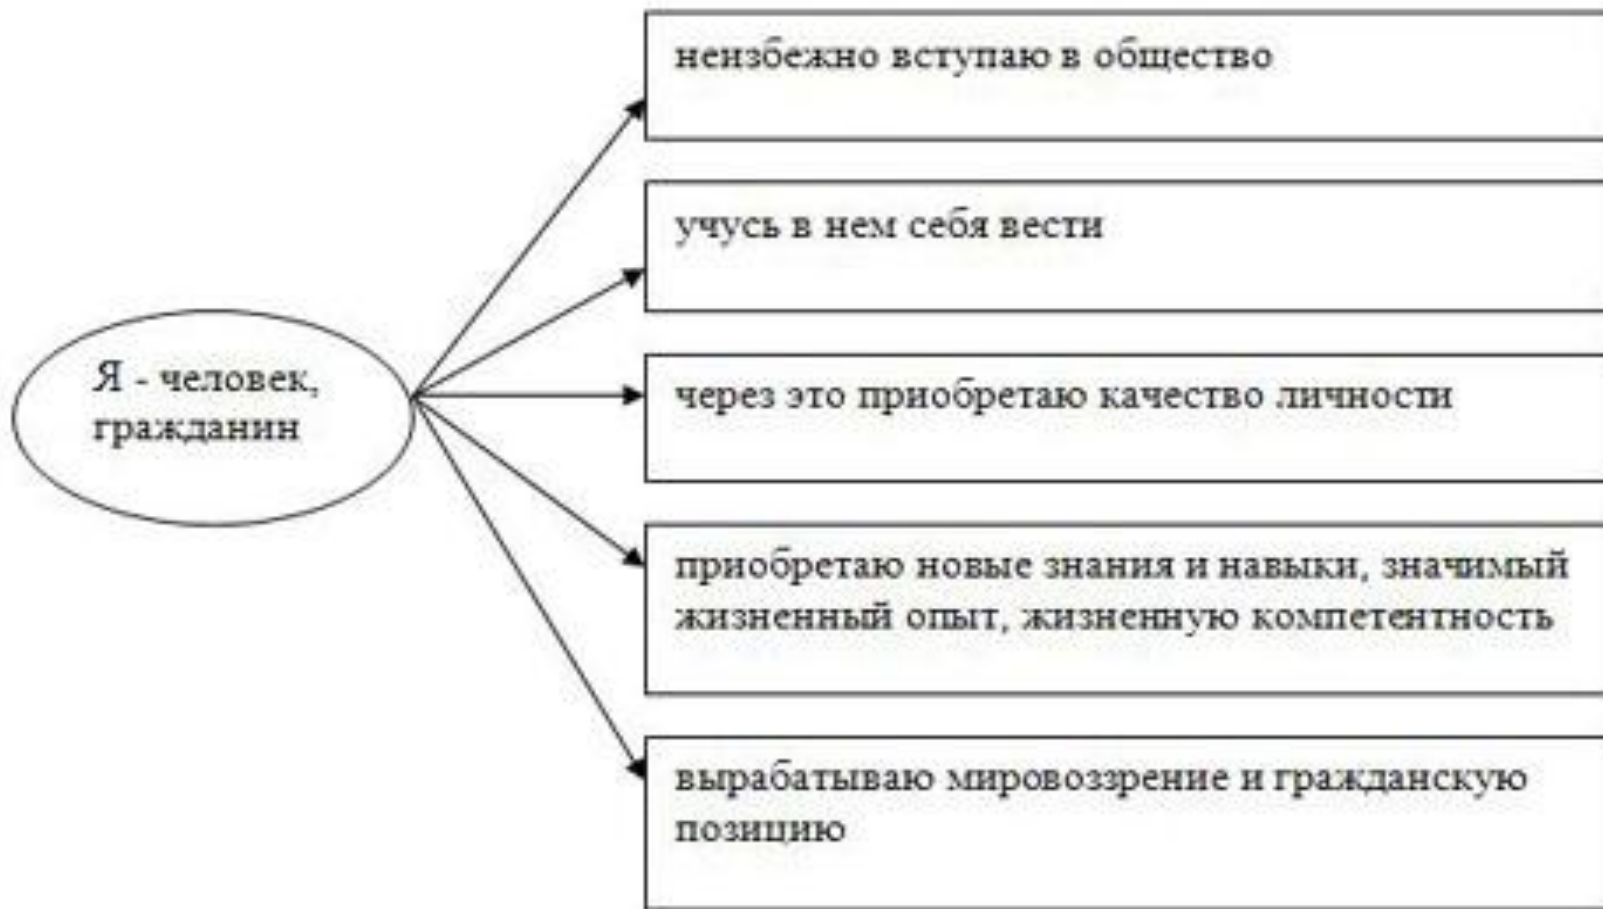 неизбежно вступаю в общество
учусь в нем себя вести
Я - человек,
гражданин
через это приобретаю качество личности
приобретаю новые знания и навыки, значимый
жизненный опыт, жизненную компетентность
вырабатываю мировоззрение и гражданскую
позицию